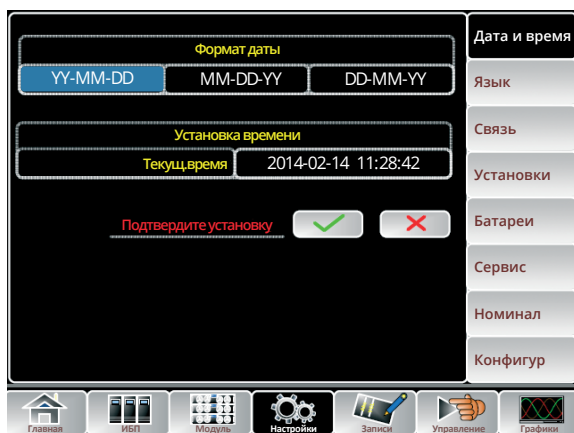 Формат даты
YY-MM-DD MM-DD-YY DD-MM-YY
Установка времени
Текущ.время 2014-02-14 11:28:42
Подтвердите установку
Дата и время
Язык
Связь
Установки
Батареи
Сервис
Номинал
Конфигур
Главная ИБП Модуль Настройки Записи Управление Графики